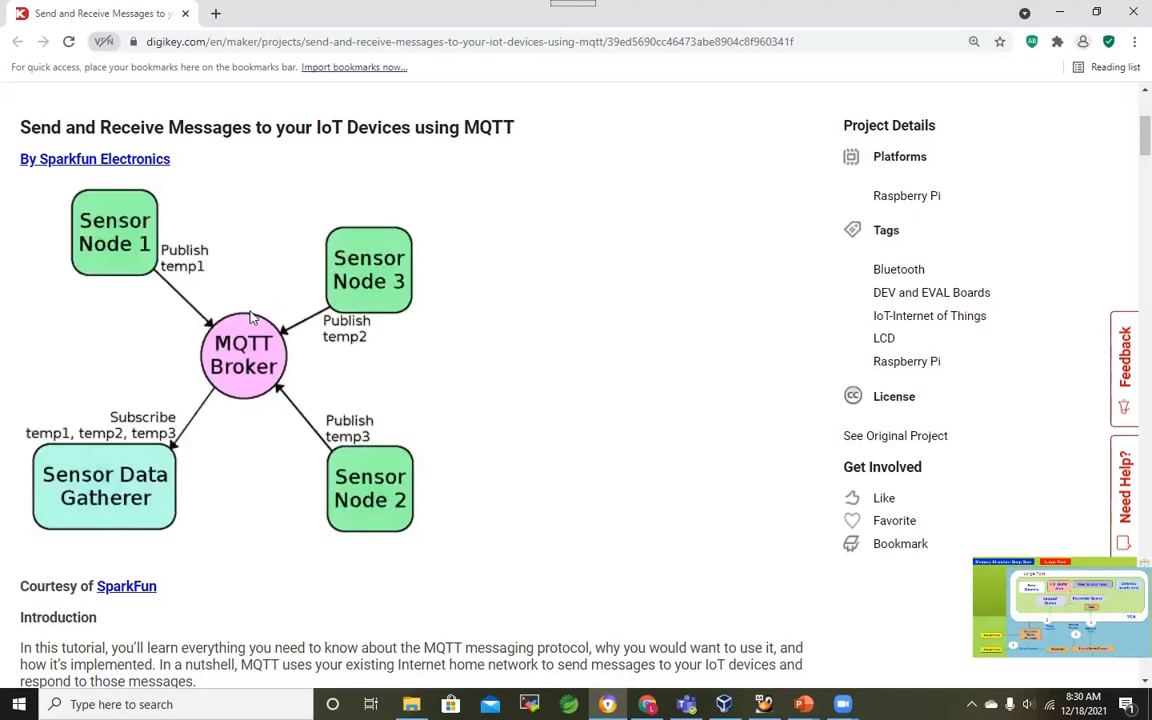 Send and Receive Messages to y
digikey.com/en/maker/projects/send-and-receive-messages-to-your-iot-devices-using-mqtt/39ed5690cc46473abe8904c8f960341f
For quick access, place your bookmarks here on the bookmarks bar. Import bookmarks now...
Reading list
Send and Receive Messages to your IoT Devices using MQTT
By Sparkfun Electronics
Sensor
Node 1
Publish
temp1
Sensor
Node 3
Publish
temp2
MQTT
Broker
Subscribe
temp1, temp2, temp3
Publish
temp3
Sensor Data
Gatherer
Sensor
Node 2
Courtesy of SparkFun
Introduction
In this tutorial, you'll learn everything you need to know about the MQTT messaging protocol, why you would want to use it, and
how it's implemented. In a nutshell, MQTT uses your existing Internet home network to send messages to your IoT devices and
respond to those messages.
Project Details
Platforms
Raspberry Pi
Tags
Bluetooth
DEV and EVAL Boards
IoT-Internet of Things
LCD
Raspberry Pi
License
See Original Project
Get Involved
Like
Favorite
Bookmark
Feedback
Need Help?
Memory Structure Deep Dive
Large Pool
Type here to search
8:30 AM
12/18/2021